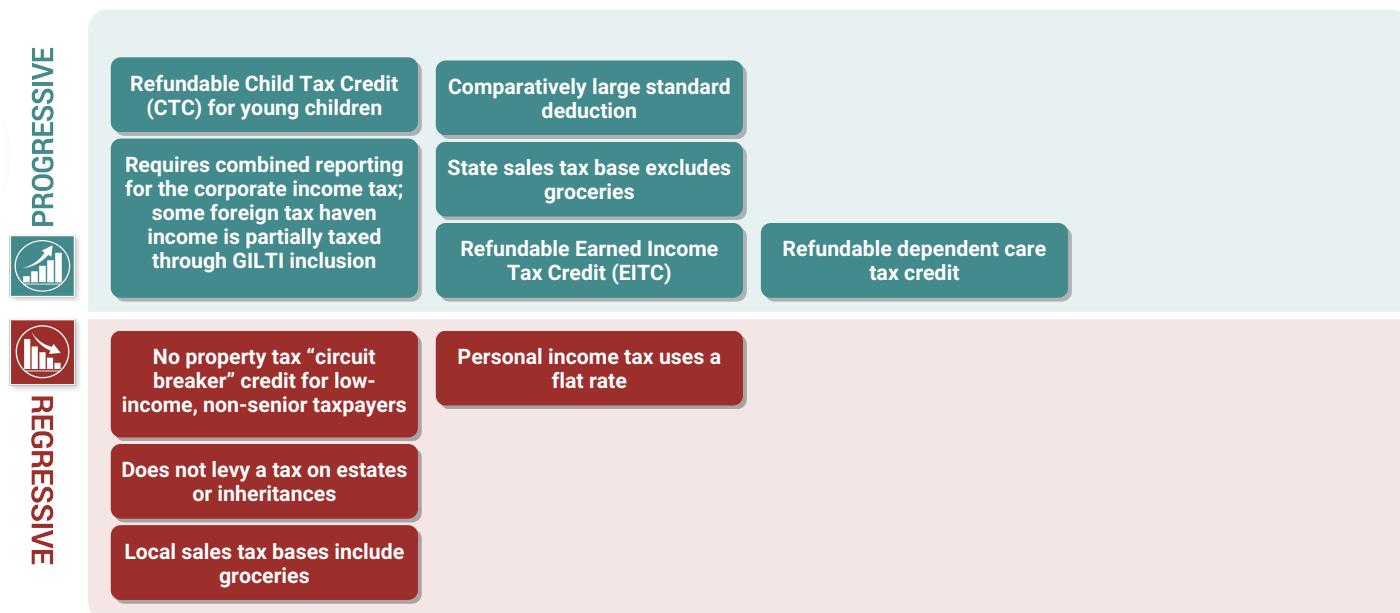 PROGRESSIVE
Refundable Child Tax Credit
(CTC) for young children
Requires combined reporting
for the corporate income tax;
some foreign tax haven
income is partially taxed
through GILTI inclusion
Comparatively large standard
deduction
State sales tax base excludes
groceries
Refundable Earned Income
Tax Credit (EITC)
Refundable dependent care
tax credit
REGRESSIVE
No property tax “circuit
breaker” credit for low-
income, non-senior taxpayers
Does not levy a tax on estates
or inheritances
Local sales tax bases include
groceries
Personal income tax uses a
flat rate